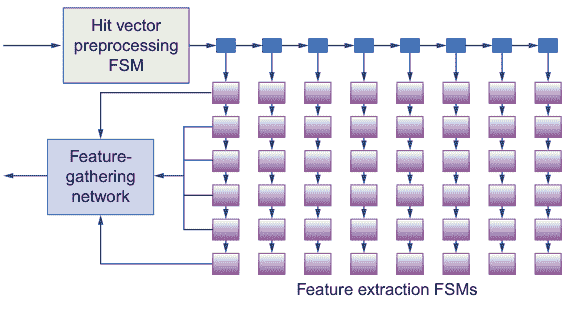 Hit vector
preprocessing
FSM
Feature-
gathering
network
Feature extraction FSMs